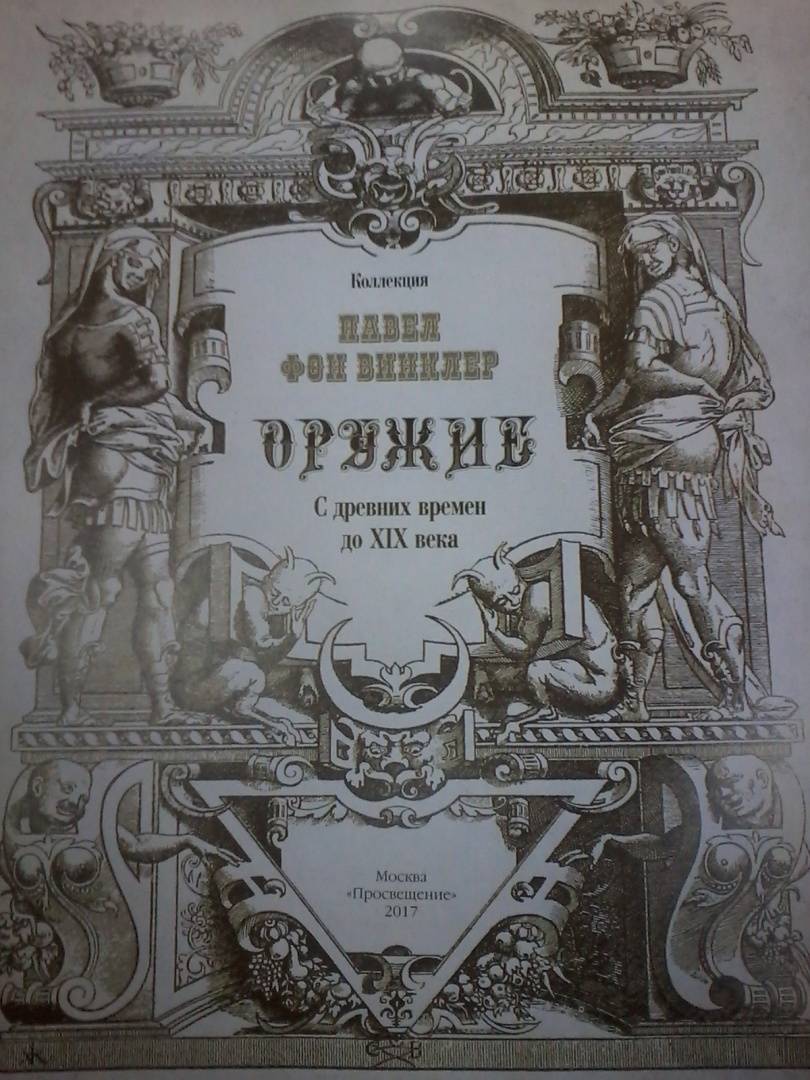 Коллекция
ПАВЕЛ
ФОН ВИНКЛЕР
ОРУЖИЕ
С древних времен
до XIX века
Москва
«Просвещение»
2017